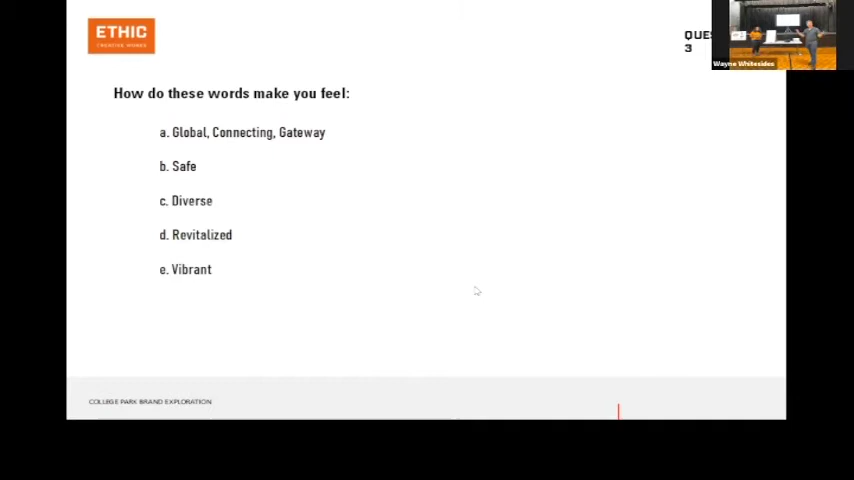 ETHIC
CREATIVE WORKS
3
Wayne Whitesides
How do these words make you feel:
a. Global, Connecting, Gateway
b. Safe
c. Diverse
d. Revitalized
e. Vibrant
COLLEGE PARK BRAND EXPLORATION